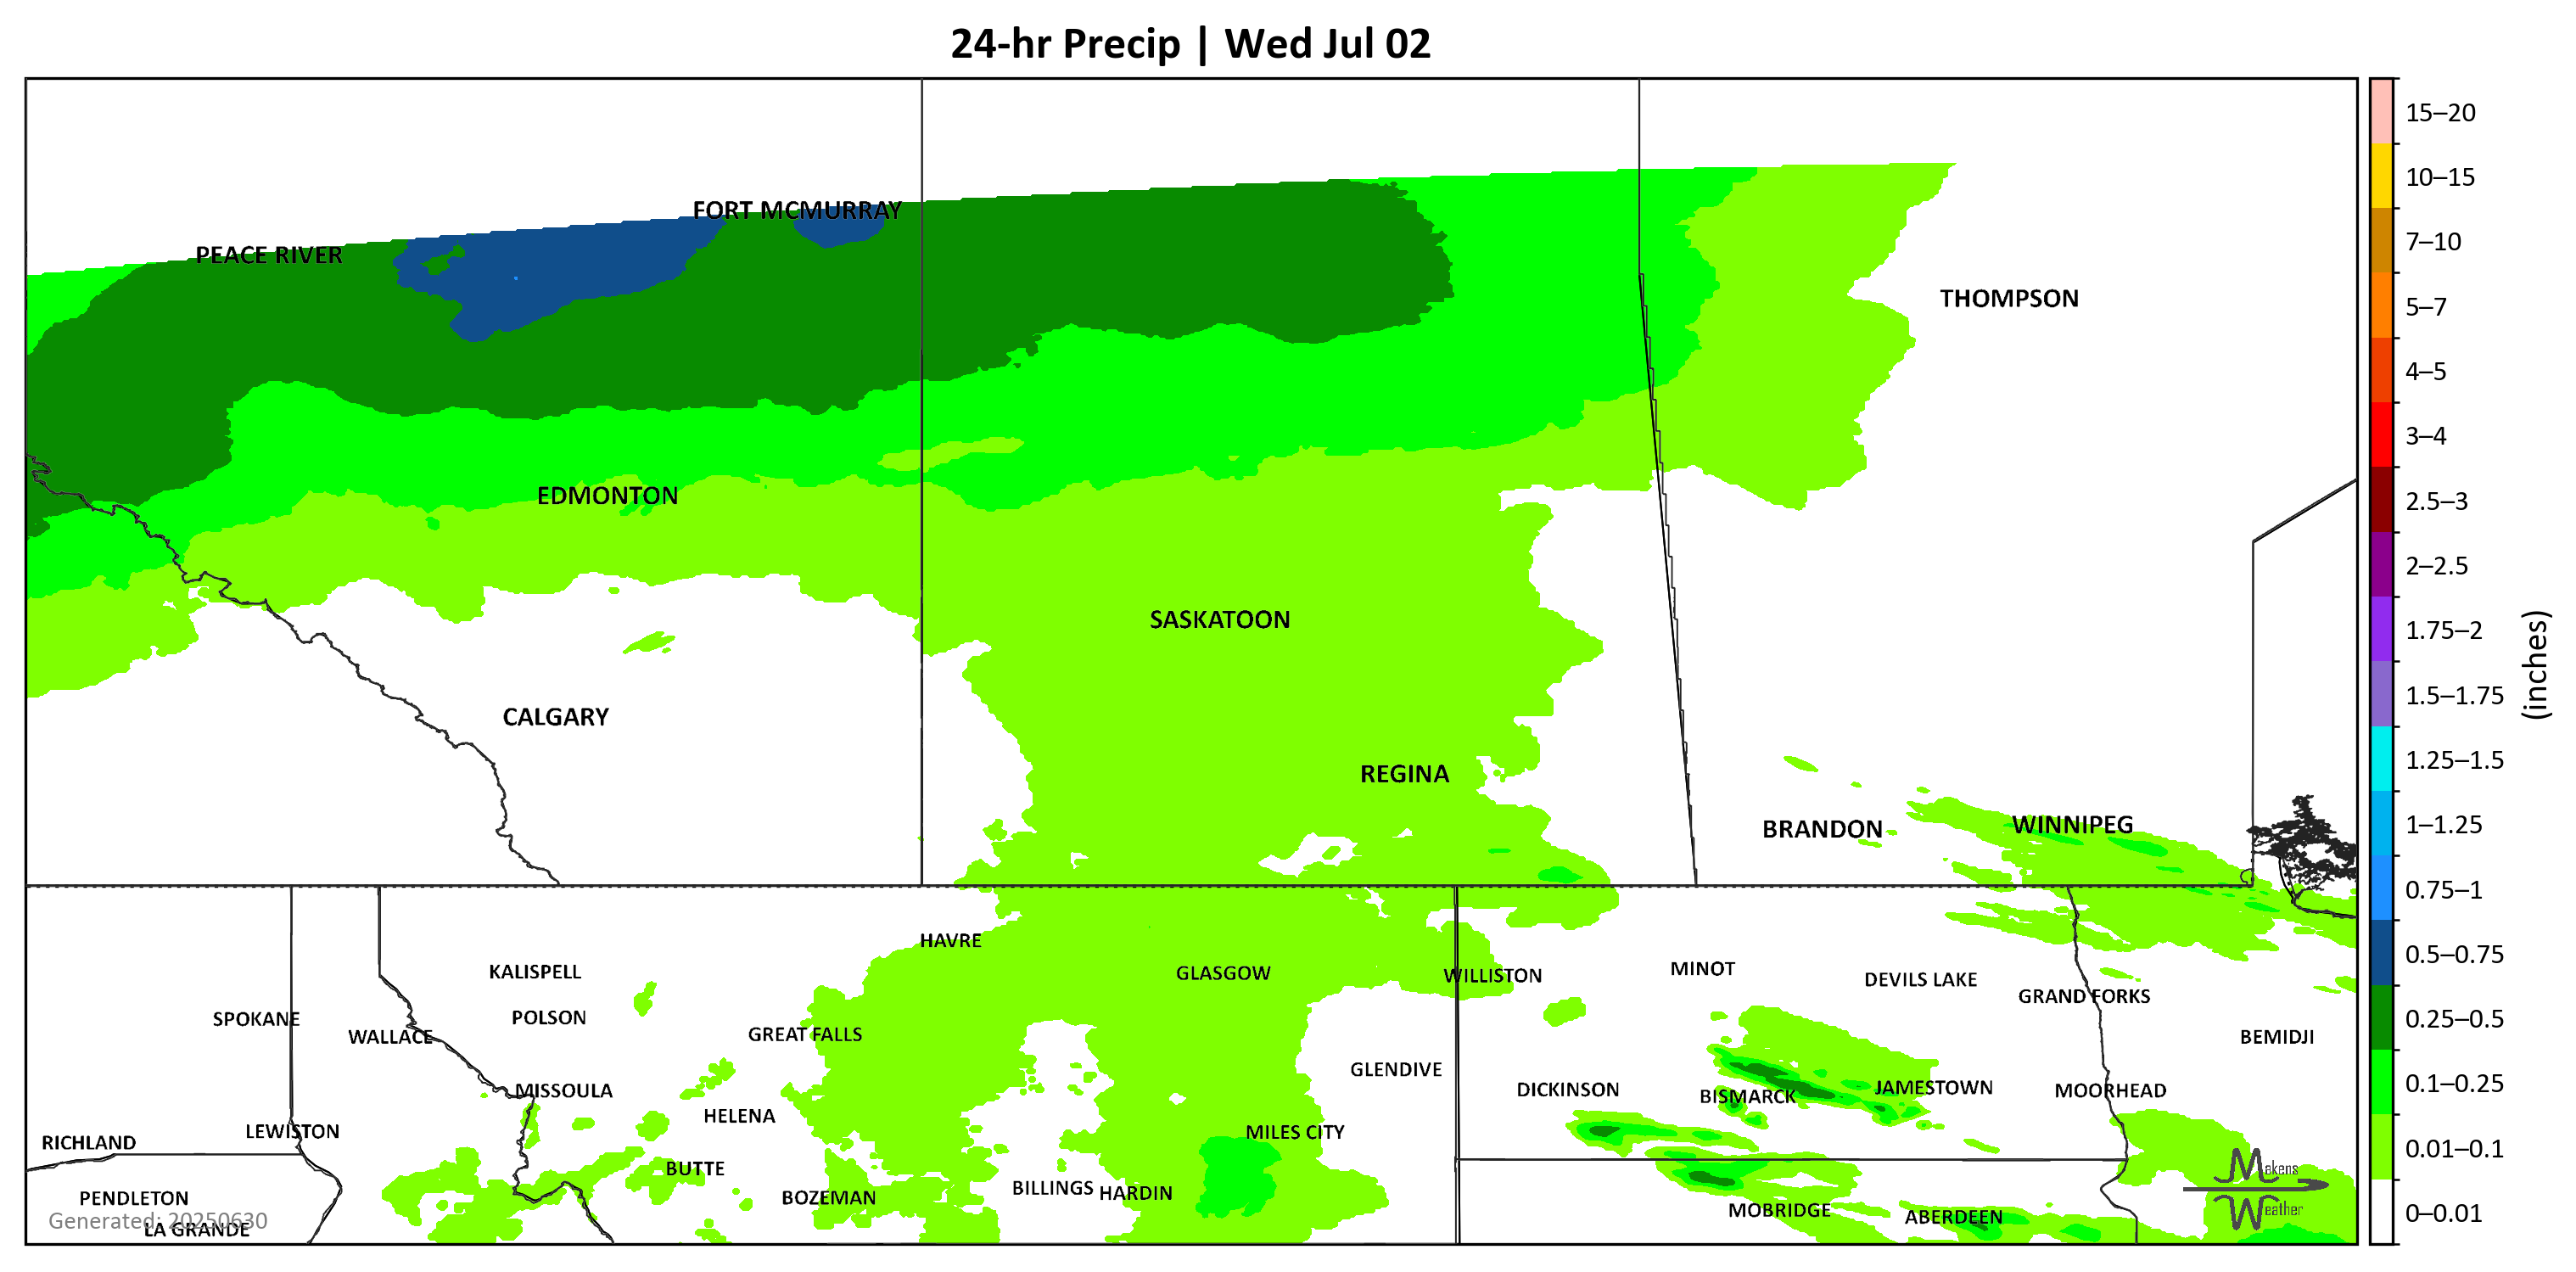 24-hr Precip | Wed Jul 02
15–20
10–15
7–10
5–7
4–5
3–4
2.5–3
2–2.5
1.75–2
1.5–1.75
1.25–1.5
1–1.25
0.75–1
0.5–0.75
0.25–0.5
0.1–0.25
0.01–0.1
0–0.01
(inches)
FORT MCMURRAY
PEACE RIVER
THOMPSON
EDMONTON
SASKATOON
CALGARY
REGINA
BRANDON
WINNIPEG
HAVRE
KALISPELL
GLASGOW
WILLISTON
MINOT
DEVILS LAKE
GRAND FORKS
SPOKANE
POLSON
WALLACE
GREAT FALLS
BEMIDJI
GLENDIVE
MISSOULA
DICKINSON
BISMARCK
JAMESTOWN
MOORHEAD
HELENA
RICHLAND
LEWISTON
MILES CITY
BUTTE
PENDLETON
BOZEMAN
BILLINGS
HARDIN
MOBRIDGE
ABERDEEN
Generated: 20250630
LA GRANDE
Makens
Weather